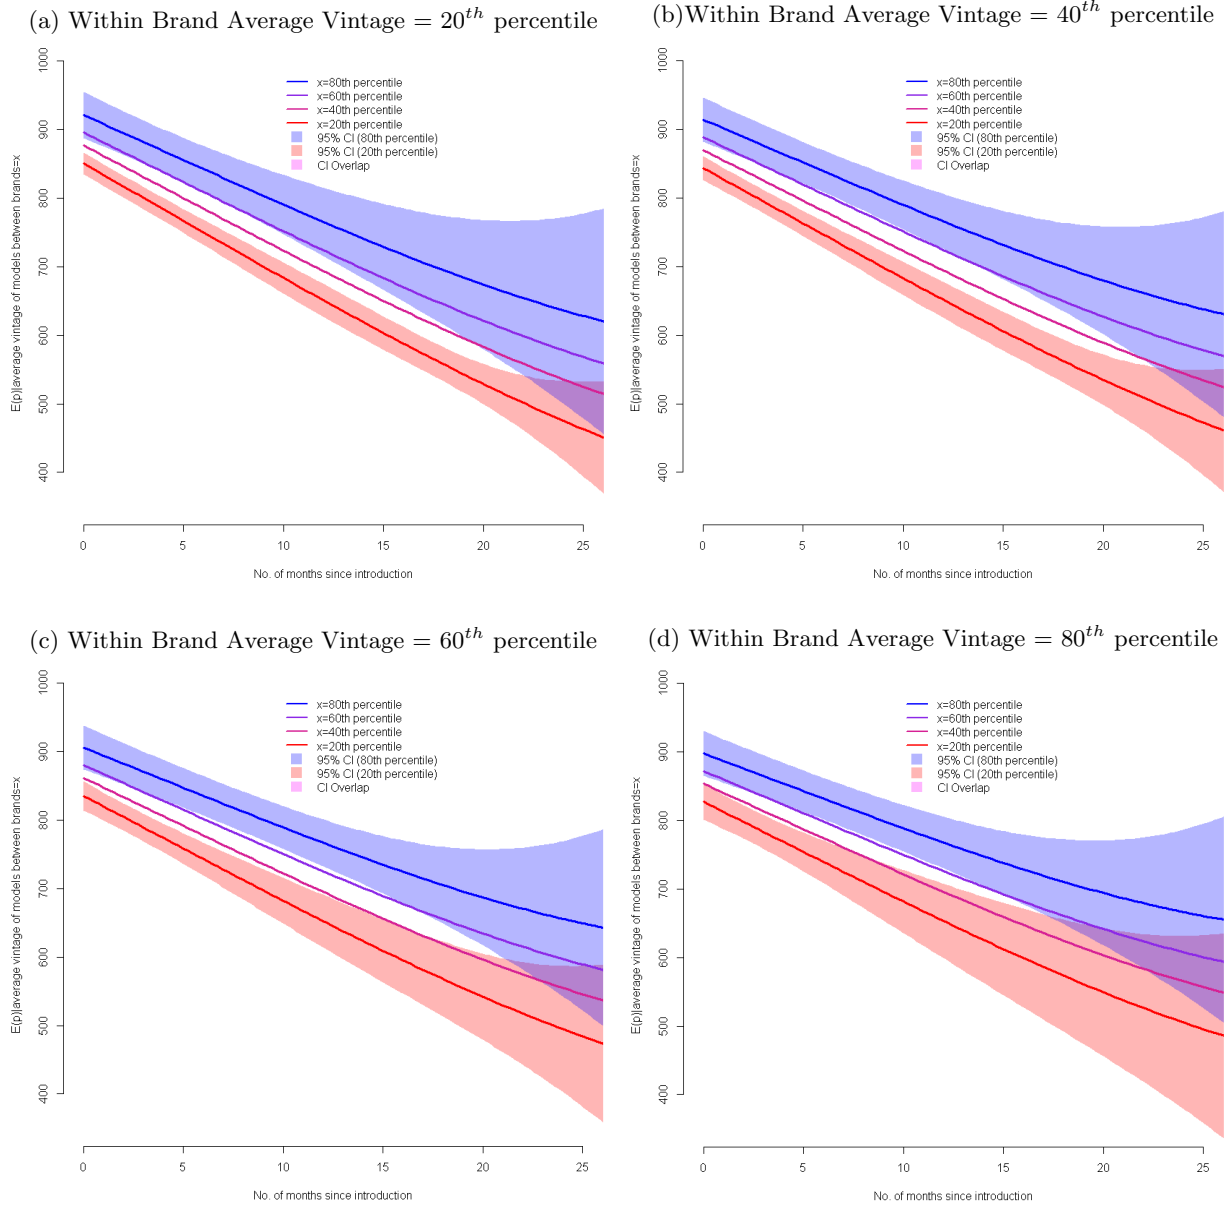 (a) Within Brand Average Vintage = 20th percentile
1000
900
800
700
600
500
400
E(p)|average vintage of models between brands=x
x=80th percentile
x=60th percentile
x=40th percentile
x=20th percentile
95% CI (80th percentile)
95% CI (20th percentile)
CI Overlap
0 5 10 15 20 25
No. of months since introduction
(b)Within Brand Average Vintage = 40th percentile
1000
900
800
700
600
500
400
E(p)|average vintage of models between brands=x
x=80th percentile
x=60th percentile
x=40th percentile
x=20th percentile
95% CI (80th percentile)
95% CI (20th percentile)
CI Overlap
0 5 10 15 20 25
No. of months since introduction
(c) Within Brand Average Vintage = 60th percentile
1000
900
800
700
600
500
400
E(p)|average vintage of models between brands=x
x=80th percentile
x=60th percentile
x=40th percentile
x=20th percentile
95% CI (80th percentile)
95% CI (20th percentile)
CI Overlap
0 5 10 15 20 25
No. of months since introduction
(d) Within Brand Average Vintage = 80th percentile
1000
900
800
700
600
500
400
E(p)|average vintage of models between brands=x
x=80th percentile
x=60th percentile
x=40th percentile
x=20th percentile
95% CI (80th percentile)
95% CI (20th percentile)
CI Overlap
0 5 10 15 20 25
No. of months since introduction